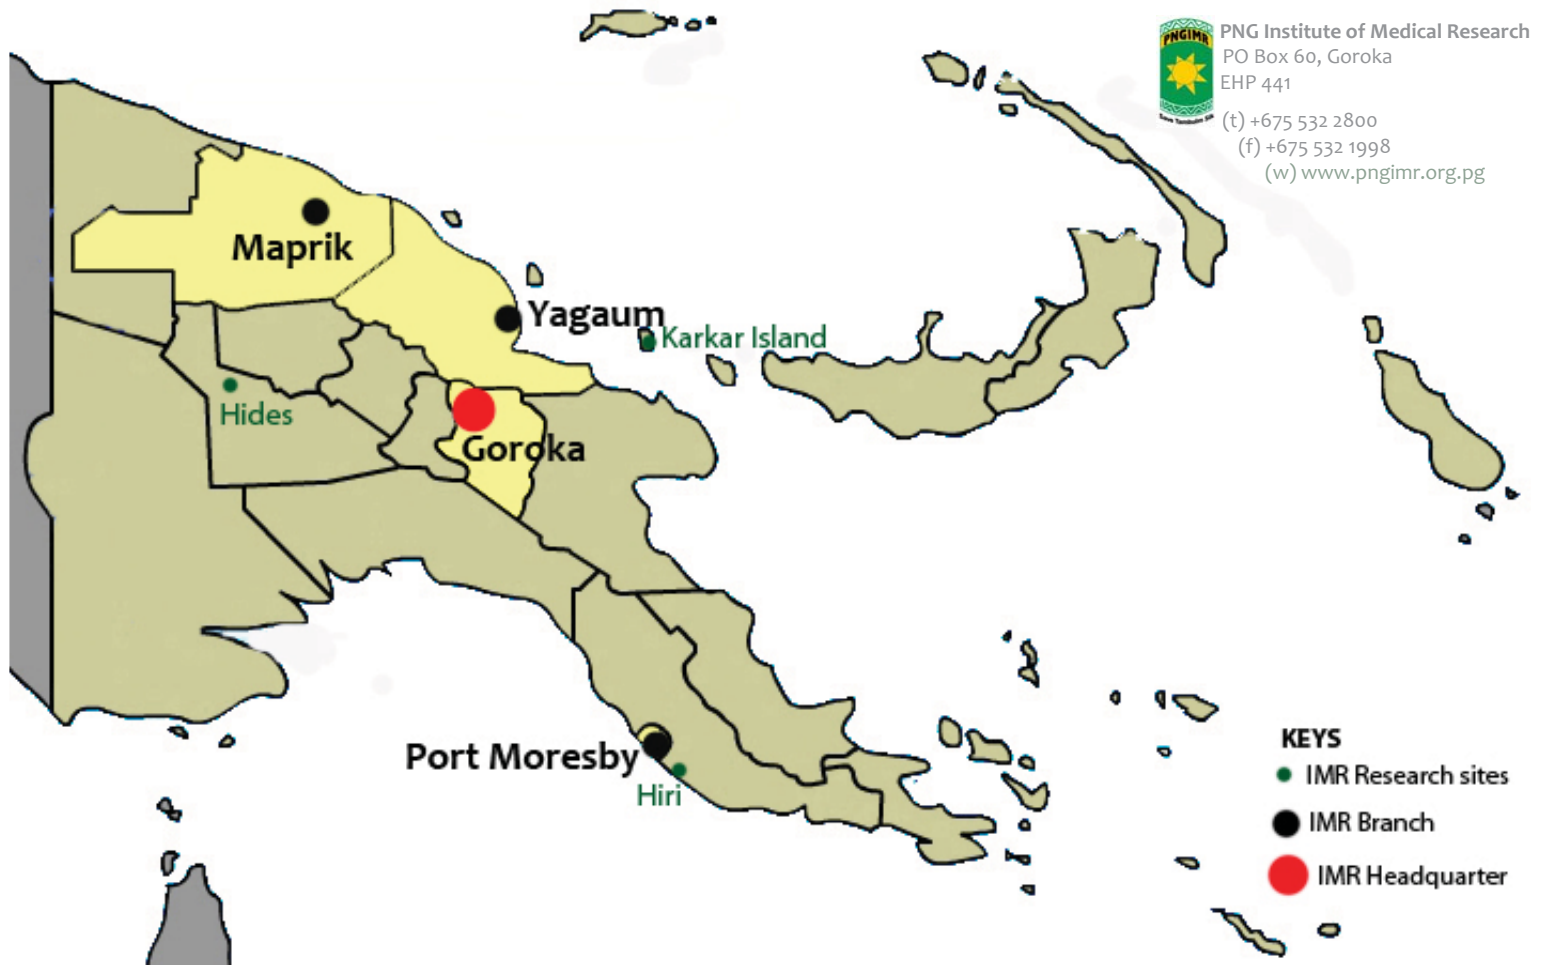 PNGIMR
PNG Institute of Medical Research
PO Box 60, Goroka
EHP 441
(t) +675 532 2800
(f) +675 532 1998
(w) www.pngimr.org.pg
Maprik
Yagaum
Karkar Island
Hides
Goroka
Port Moresby
Hiri
KEYS
IMR Research sites
IMR Branch
IMR Headquarter